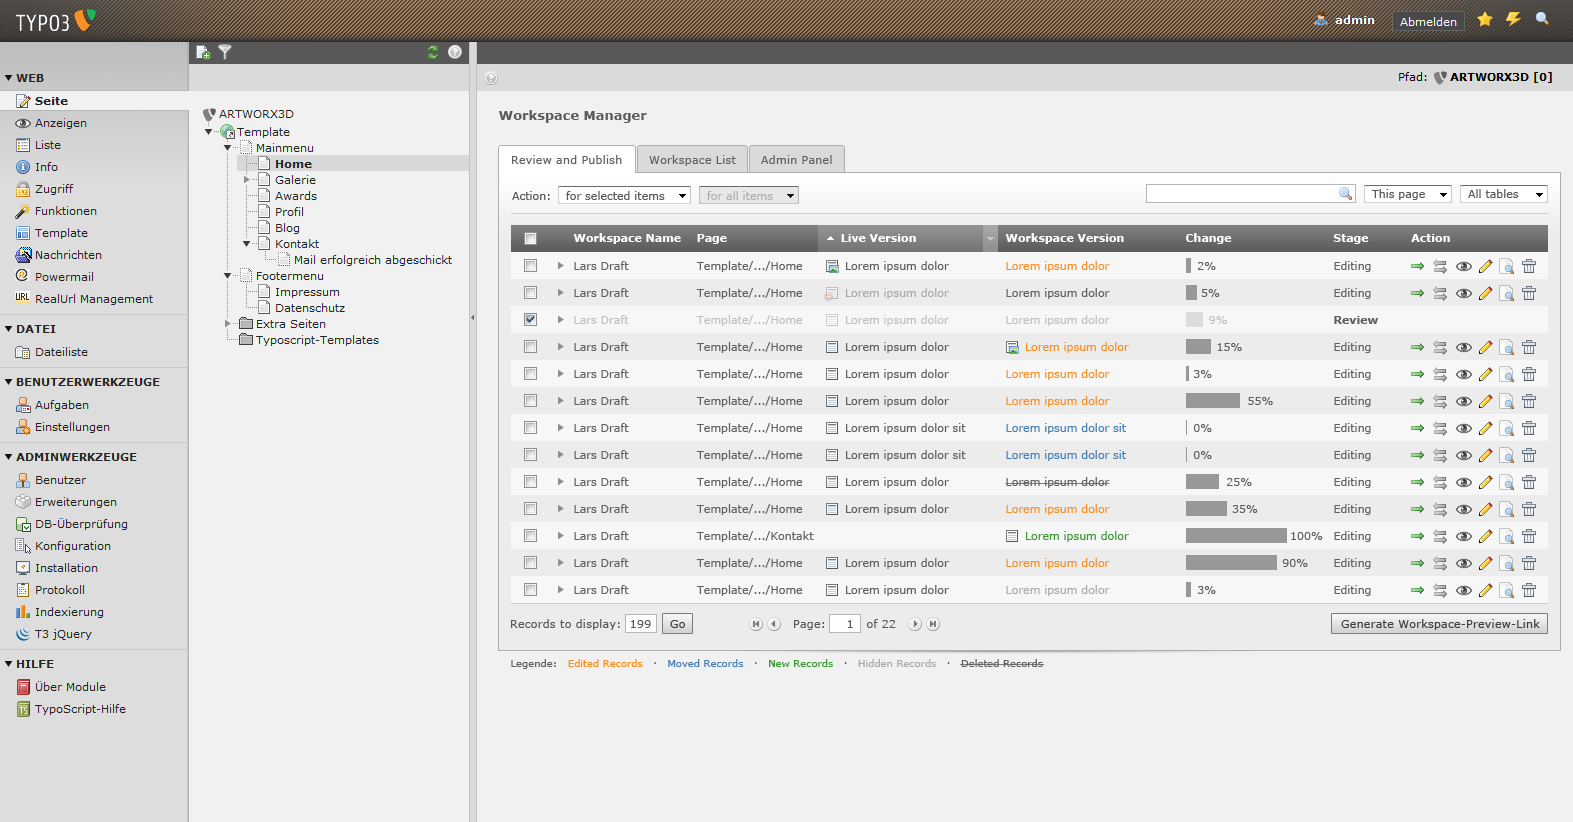 TYPO3
admin
Abmelden
Pfad: ARTWORX3D [0]
WEB
Seite
Anzeigen
Liste
Info
Zugriff
Funktionen
Template
Nachrichten
Powermail
URL RealUrl Management
DATEI
Dateiliste
BENUTZERWERKZEUGE
Aufgaben
Einstellungen
ADMINWERKZEUGE
Benutzer
Erweiterungen
DB-Überprüfung
Konfiguration
Installation
Protokoll
Indexierung
T3 jQuery
HILFE
Über Module
TS TypoScript-Hilfe
ARTWORX3D
Template
Mainmenu
Home
Galerie
Awards
Profil
Blog
Kontakt
Mail erfolgreich abgeschickt
Footermenu
Impressum
Datenschutz
Extra Seiten
Typoscript-Templates
Workspace Manager
Review and Publish Workspace List Admin Panel
Action: for selected items for all items This page All tables
Workspace Name Page Live Version Workspace Version Change Stage Action
Lars Draft Template/.../Home Lorem ipsum dolor Lorem ipsum dolor 2% Editing
Lars Draft Template/.../Home Lorem ipsum dolor Lorem ipsum dolor 5% Editing
Lars Draft Template/.../Home Lorem ipsum dolor Lorem ipsum dolor 9% Review
Lars Draft Template/.../Home Lorem ipsum dolor Lorem ipsum dolor 15% Editing
Lars Draft Template/.../Home Lorem ipsum dolor Lorem ipsum dolor 3% Editing
Lars Draft Template/.../Home Lorem ipsum dolor Lorem ipsum dolor 55% Editing
Lars Draft Template/.../Home Lorem ipsum dolor sit Lorem ipsum dolor sit 0% Editing
Lars Draft Template/.../Home Lorem ipsum dolor sit Lorem ipsum dolor sit 0% Editing
Lars Draft Template/.../Home Lorem ipsum dolor Lorem ipsum dolor 25% Editing
Lars Draft Template/.../Home Lorem ipsum dolor Lorem ipsum dolor 35% Editing
Lars Draft Template/.../Kontakt Lorem ipsum dolor 100% Editing
Lars Draft Template/.../Home Lorem ipsum dolor Lorem ipsum dolor 90% Editing
Lars Draft Template/.../Home Lorem ipsum dolor Lorem ipsum dolor 3% Editing
Records to display: 199 Go Page: 1 of 22 Generate Workspace-Preview-Link
Legende: Edited Records · Moved Records · New Records · Hidden Records · Deleted Records